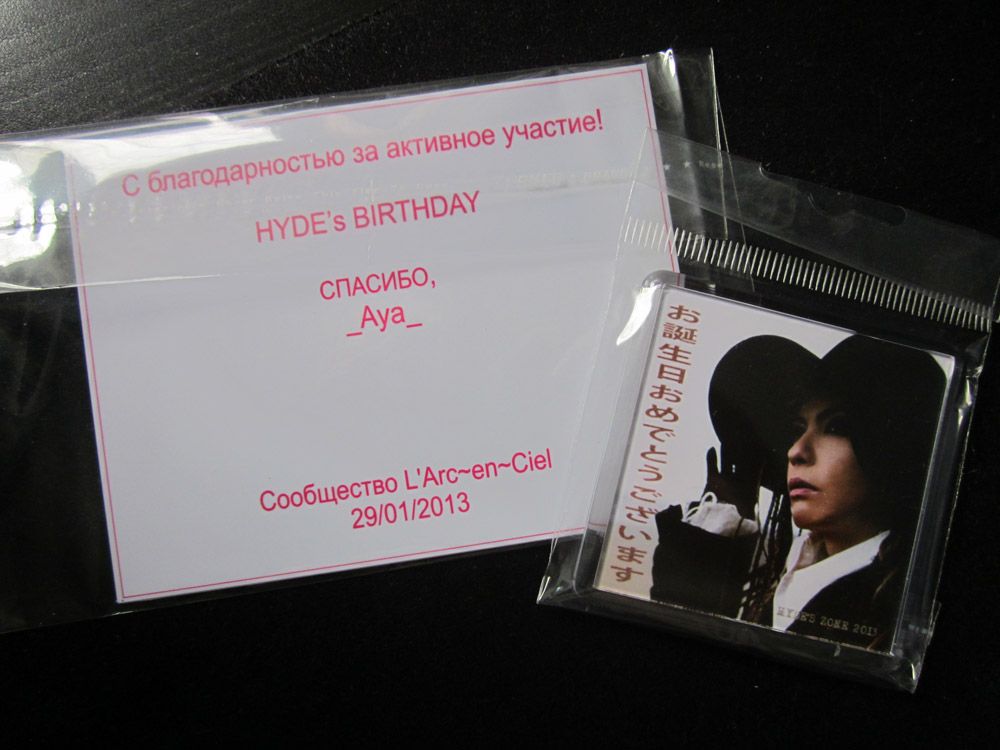 С благодарностью за активное участие!
HYDE's BIRTHDAY
СПАСИБО,
_Aya_
Сообщество L'Arc~en~Ciel
29/01/2013
お誕生日おめでとうございます
HYDE'S ZONE 2013